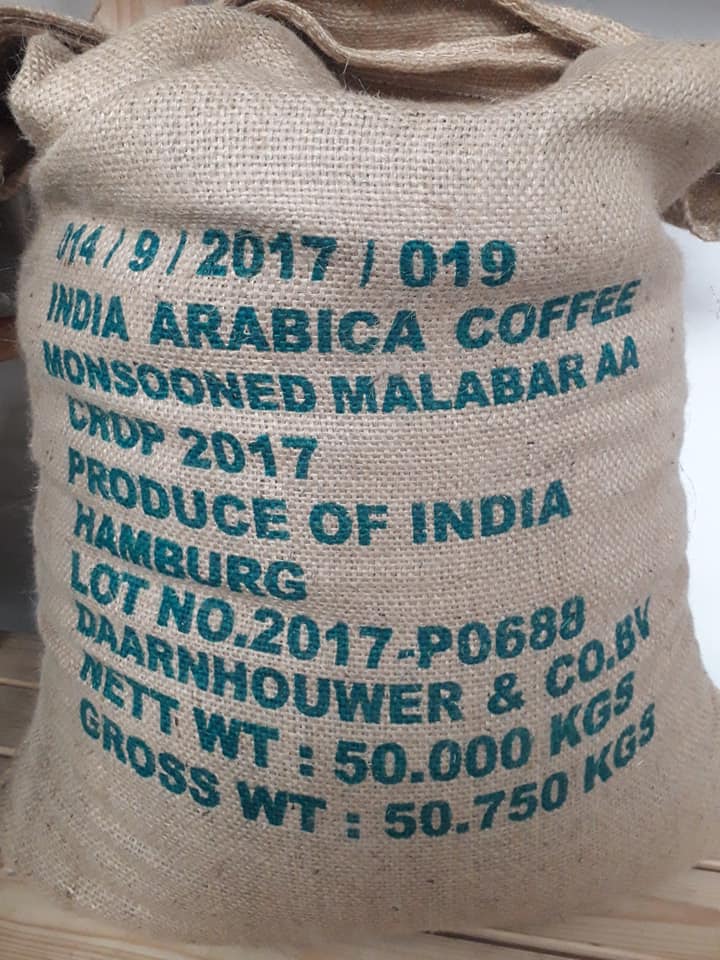 014 / 9 / 2017 / 019
INDIA ARABICA COFFEE
MONSOONED MALABAR AA
CROP 2017
PRODUCE OF INDIA
HAMBURG
LOT NO.2017-P0688
DAARNHOUWER & CO.BV
NETT WT : 50.000 KGS
GROSS WT : 50.750 KGS